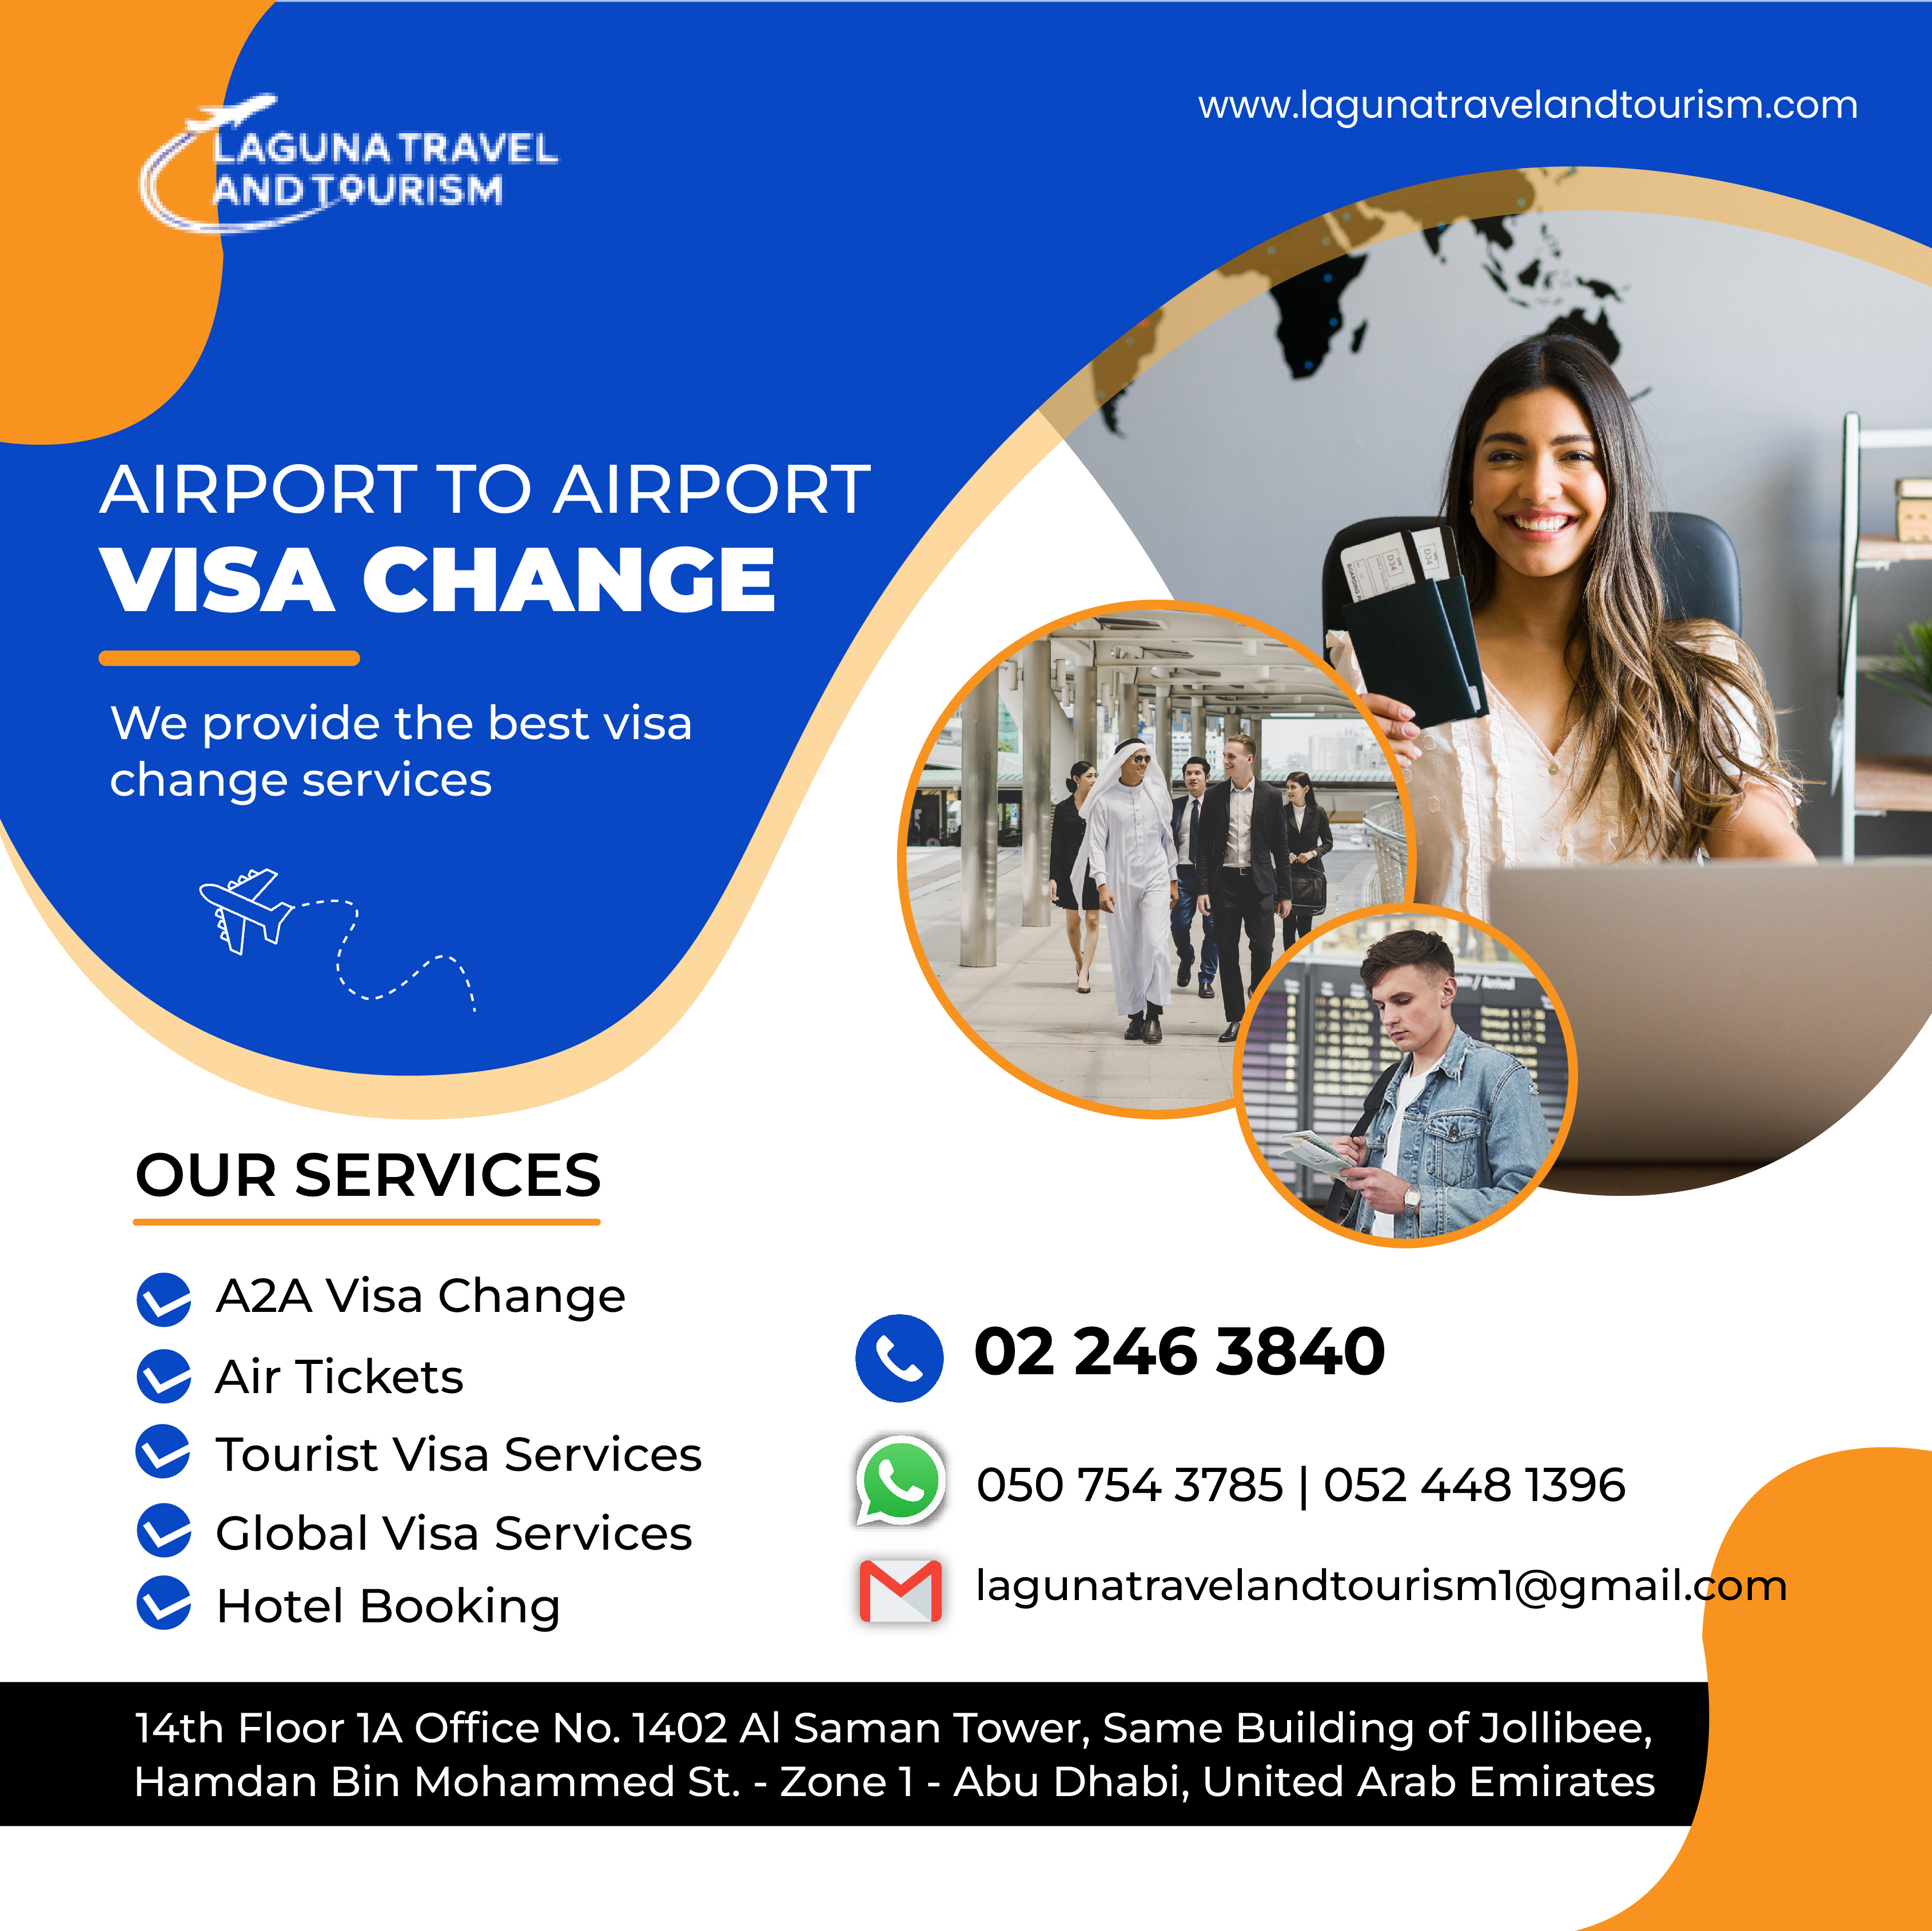 LAGUNA TRAVEL
AND TOURISM
www.lagunatravelandtourism.com
AIRPORT TO AIRPORT
VISA CHANGE
We provide the best visa
change services
OUR SERVICES
A2A Visa Change
Air Tickets
Tourist Visa Services
Global Visa Services
Hotel Booking
02 246 3840
050 754 3785 | 052 448 1396
lagunatravelandtourism1@gmail.com
14th Floor 1A Office No. 1402 Al Saman Tower, Same Building of Jollibee,
Hamdan Bin Mohammed St. - Zone 1 - Abu Dhabi, United Arab Emirates